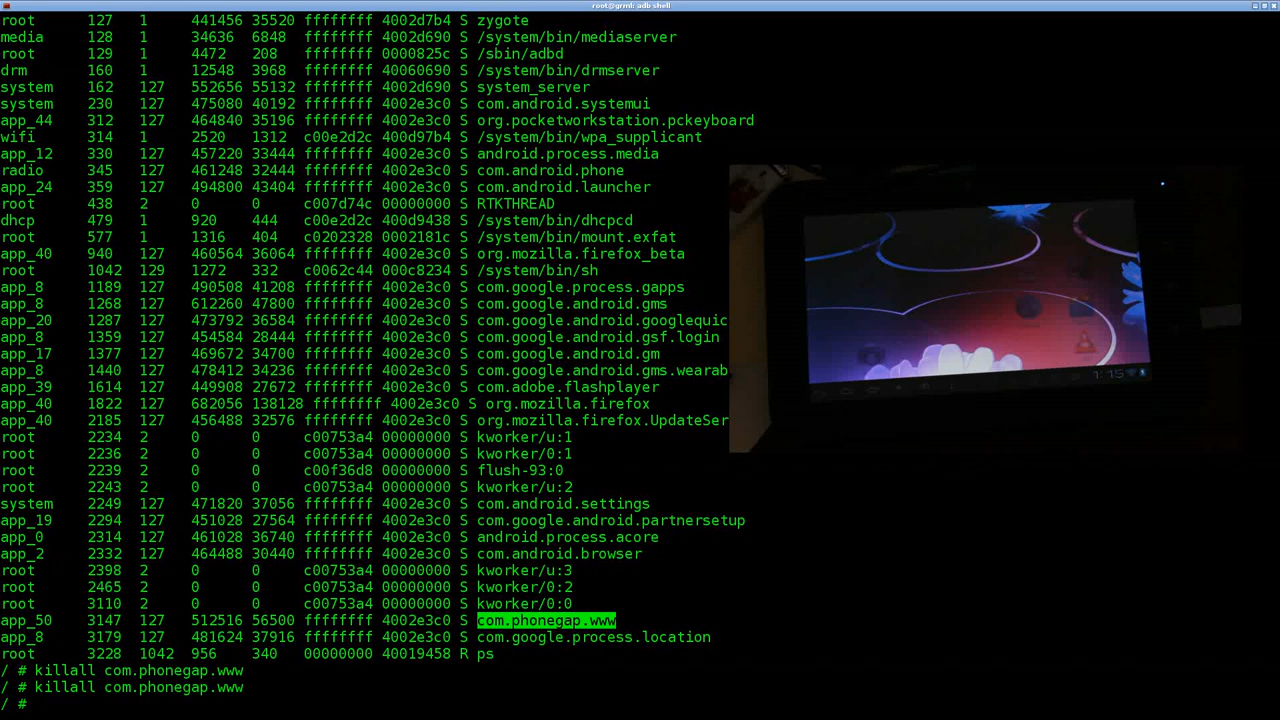 root@grml: adb shell
root 127 1 441456 35520 ffffffff 4002d7b4 S zygote
media 128 1 34636 6848 ffffffff 4002d690 S /system/bin/mediaserver
root 129 1 4472 208 ffffffff 0000825c S /sbin/adbd
drm 160 1 12548 3968 ffffffff 40060690 S /system/bin/drmserver
system 162 127 552656 55132 ffffffff 4002d690 S system_server
system 230 127 475080 40192 ffffffff 4002e3c0 S com.android.systemui
app_44 312 127 464840 35196 ffffffff 4002e3c0 S org.pocketworkstation.pckeyboard
wifi 314 1 2520 1312 c00e2d2c 400d97b4 S /system/bin/wpa_supplicant
app_12 330 127 457220 33444 ffffffff 4002e3c0 S android.process.media
radio 345 127 461248 32444 ffffffff 4002e3c0 S com.android.phone
app_24 359 127 494800 43404 ffffffff 4002e3c0 S com.android.launcher
root 438 2 0 0 c007d74c 00000000 S RTKTHREAD
dhcp 479 1 920 444 c00e2d2c 400d9438 S /system/bin/dhcpcd
root 577 1 1316 404 c0202328 0002181c S /system/bin/mount.exfat
app_40 940 127 460564 36064 ffffffff 4002e3c0 S org.mozilla.firefox_beta
root 1042 129 1272 332 c0062c44 000c8234 S /system/bin/sh
app_8 1189 127 490508 41208 ffffffff 4002e3c0 S com.google.process.gapps
app_8 1268 127 612260 47800 ffffffff 4002e3c0 S com.google.android.gms
app_20 1287 127 473792 36584 ffffffff 4002e3c0 S com.google.android.googlequic
app_8 1359 127 454584 28444 ffffffff 4002e3c0 S com.google.android.gsf.login
app_17 1377 127 469672 34700 ffffffff 4002e3c0 S com.google.android.gm
app_8 1440 127 478412 34236 ffffffff 4002e3c0 S com.google.android.gms.wearab
app_39 1614 127 449908 27672 ffffffff 4002e3c0 S com.adobe.flashplayer
app_40 1822 127 682056 138128 ffffffff 4002e3c0 S org.mozilla.firefox
app_40 2185 127 456488 32576 ffffffff 4002e3c0 S org.mozilla.firefox.UpdateSer
root 2234 2 0 0 c00753a4 00000000 S kworker/u:1
root 2236 2 0 0 c00753a4 00000000 S kworker/0:1
root 2239 2 0 0 c00f36d8 00000000 S flush-93:0
root 2243 2 0 0 c00753a4 00000000 S kworker/u:2
system 2249 127 471820 37056 ffffffff 4002e3c0 S com.android.settings
app_19 2294 127 451028 27564 ffffffff 4002e3c0 S com.google.android.partnersetup
app_0 2314 127 461028 36740 ffffffff 4002e3c0 S android.process.acore
app_2 2332 127 464488 30440 ffffffff 4002e3c0 S com.android.browser
root 2398 2 0 0 c00753a4 00000000 S kworker/u:3
root 2465 2 0 0 c00753a4 00000000 S kworker/0:2
root 3110 2 0 0 c00753a4 00000000 S kworker/0:0
app_50 3147 127 512516 56500 ffffffff 4002e3c0 S com.phonegap.www
app_8 3179 127 481624 37916 ffffffff 4002e3c0 S com.google.process.location
root 3228 1042 956 340 00000000 40019458 R ps
/ # killall com.phonegap.www
/ # killall com.phonegap.www
/ #
1:15